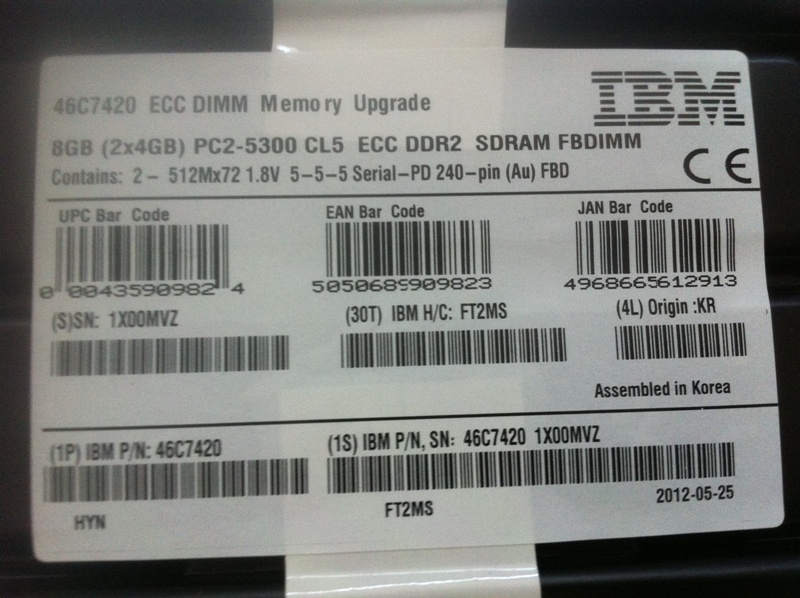 IBM
46C7420 ECC DIMM Memory Upgrade
8GB (2x4GB) PC2-5300 CL5 ECC DDR2 SDRAM FBDIMM
Contains: 2- 512Mx72 1.8V 5-5-5 Serial-PD 240-pin (Au) FBD
CE
UPC Bar Code
EAN Bar Code
JAN Bar Code
0 0043590982 4
5050689909823
4968665612913
(S)SN: 1X00MVZ
(30T) IBM H/C: FT2MS
(4L) Origin :KR
Assembled in Korea
(1P) IBM P/N: 46C7420
(1S) IBM P/N, SN: 46C7420 1X00MVZ
HYN
FT2MS
2012-05-25